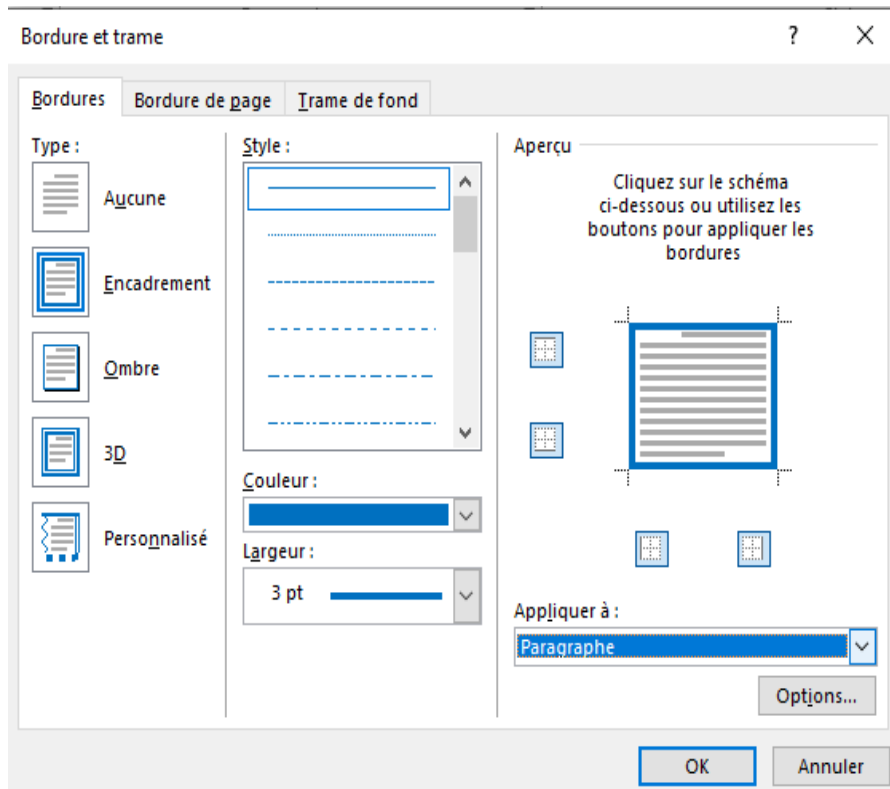 Bordure et trame
?
Bordures
Bordure de page
Trame de fond
Type :
Aucune
Encadrement
Ombre
3D
Personnalisé
Style :
Couleur :
Largeur :
3 pt
Aperçu
Cliquez sur le schéma
ci-dessous ou utilisez les
boutons pour appliquer les
bordures
Appliquer à :
Paragraphe
Options...
OK
Annuler